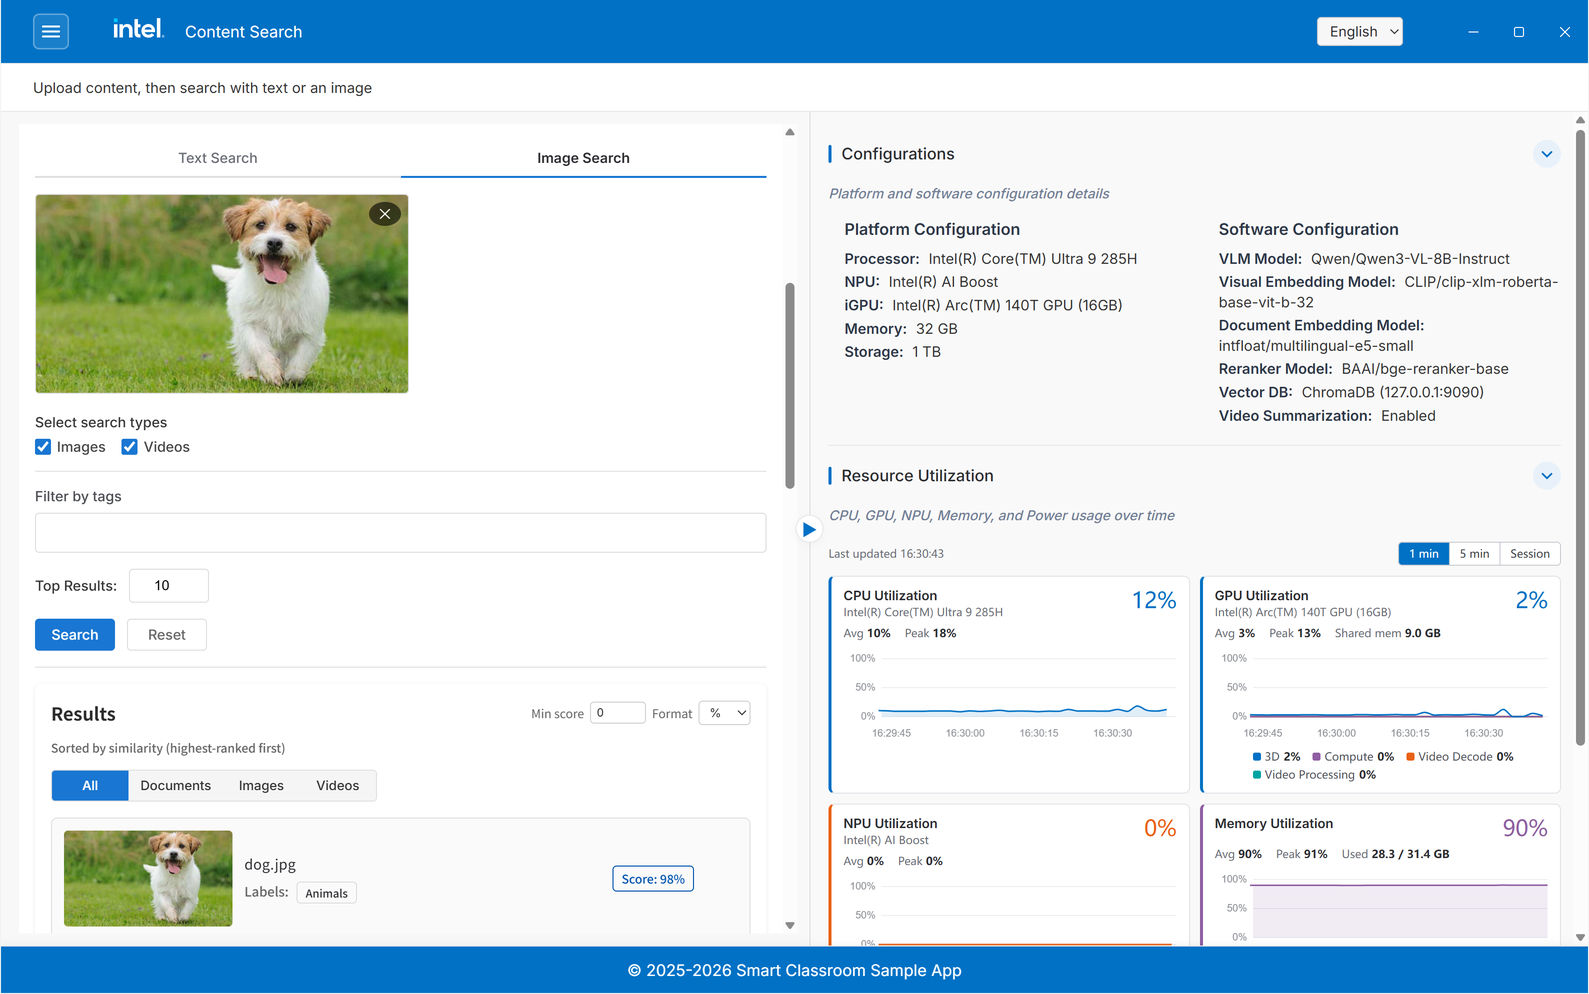 intel.
Content Search
English
Upload content, then search with text or an image
Text Search
Image Search
Select search types
Images
Videos
Filter by tags
Top Results:
10
Search
Reset
Results
Min score
0
Format
%
Sorted by similarity (highest-ranked first)
All
Documents
Images
Videos
dog.jpg
Labels:
Animals
Score: 98%
Configurations
Platform and software configuration details
Platform Configuration
Processor: Intel(R) Core(TM) Ultra 9 285H
NPU: Intel(R) AI Boost
iGPU: Intel(R) Arc(TM) 140T GPU (16GB)
Memory: 32 GB
Storage: 1 TB
Software Configuration
VLM Model: Qwen/Qwen3-VL-8B-Instruct
Visual Embedding Model: CLIP/clip-xlm-roberta-
base-vit-b-32
Document Embedding Model:
intfloat/multilingual-e5-small
Reranker Model: BAAI/bge-reranker-base
Vector DB: ChromaDB (127.0.0.1:9090)
Video Summarization: Enabled
Resource Utilization
CPU, GPU, NPU, Memory, and Power usage over time
Last updated 16:30:43
1 min
5 min
Session
CPU Utilization
12%
Intel(R) Core(TM) Ultra 9 285H
Avg 10% Peak 18%
100%
50%
0%
16:29:45
16:30:00
16:30:15
16:30:30
GPU Utilization
2%
Intel(R) Arc(TM) 140T GPU (16GB)
Avg 3% Peak 13% Shared mem 9.0 GB
100%
50%
0%
16:29:45
16:30:00
16:30:15
16:30:30
3D 2% Compute 0% Video Decode 0%
Video Processing 0%
NPU Utilization
0%
Intel(R) AI Boost
Avg 0% Peak 0%
100%
50%
0%
Memory Utilization
90%
Avg 90% Peak 91% Used 28.3 / 31.4 GB
100%
50%
0%
© 2025-2026 Smart Classroom Sample App